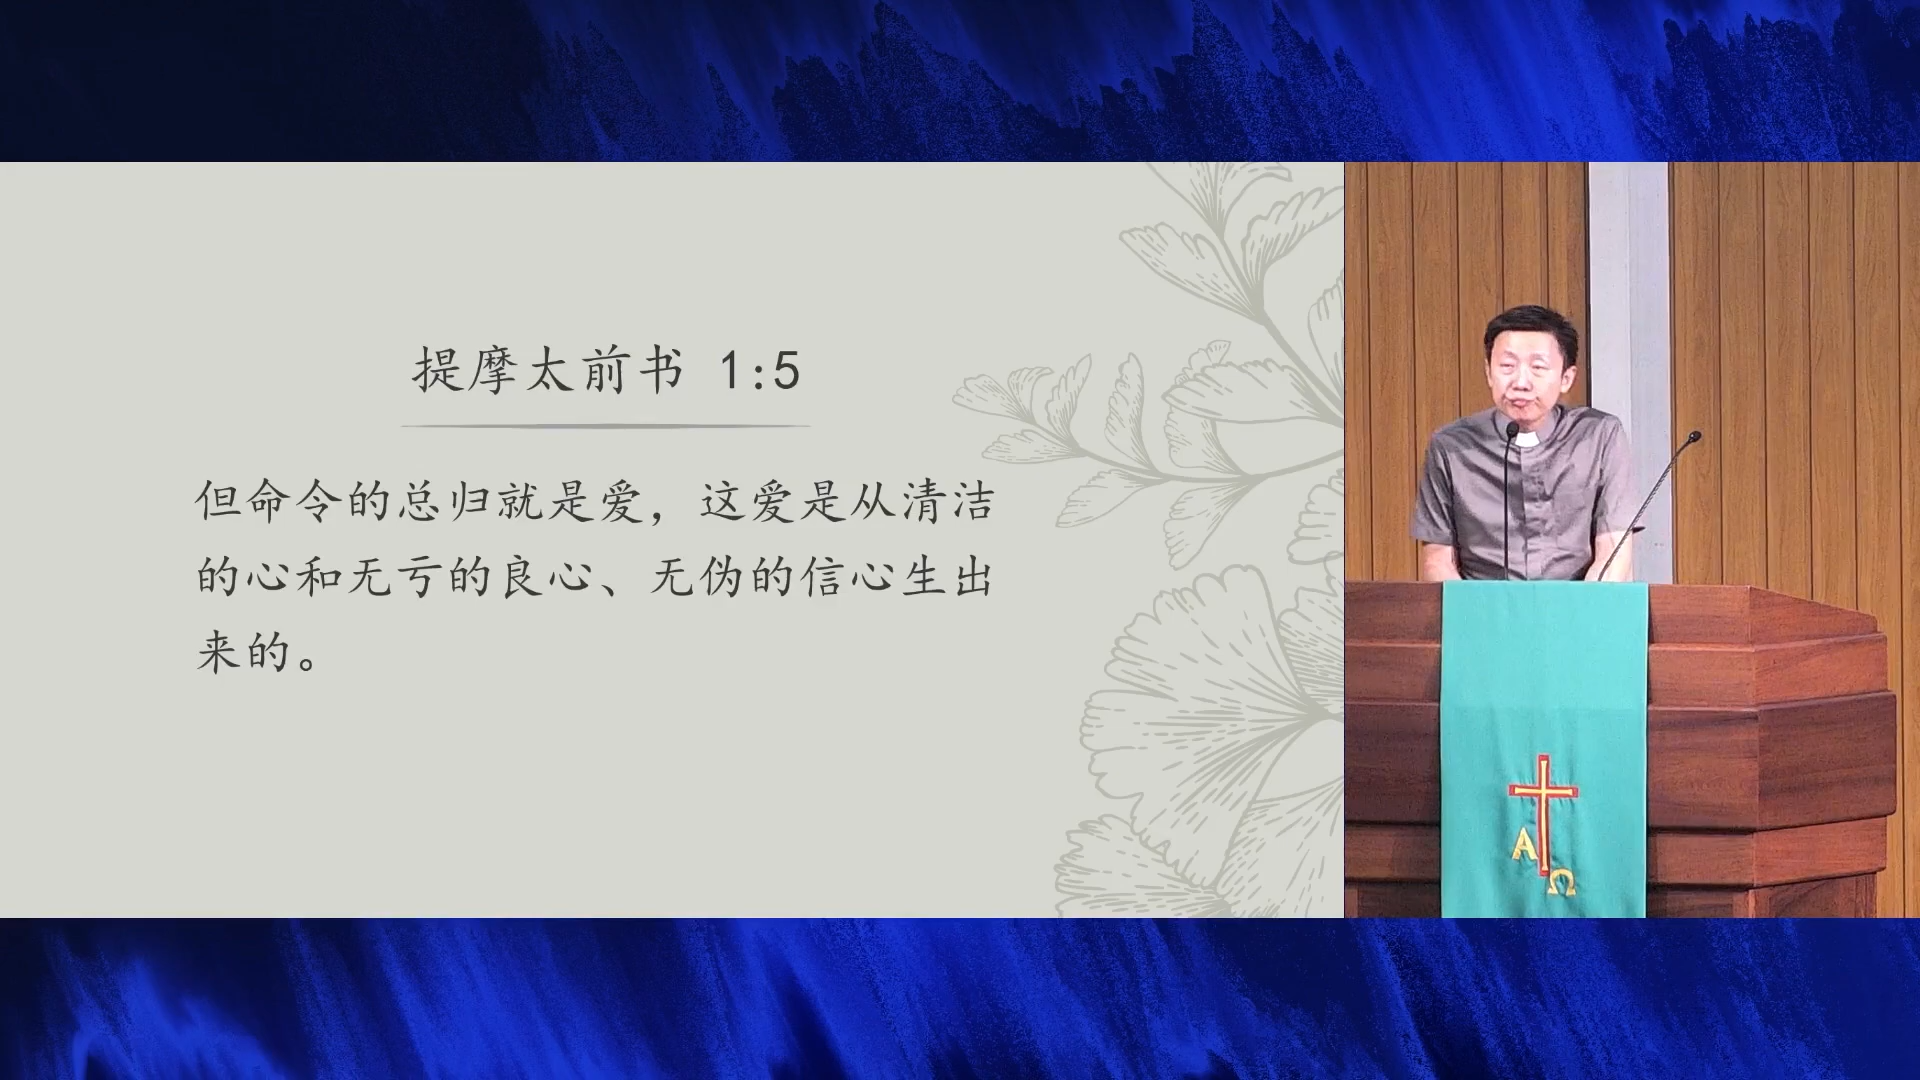 提摩太前书 1:5
但命令的总归就是爱，这爱是从清洁
的心和无亏的良心、无伪的信心生出
来的。
Α
Ω